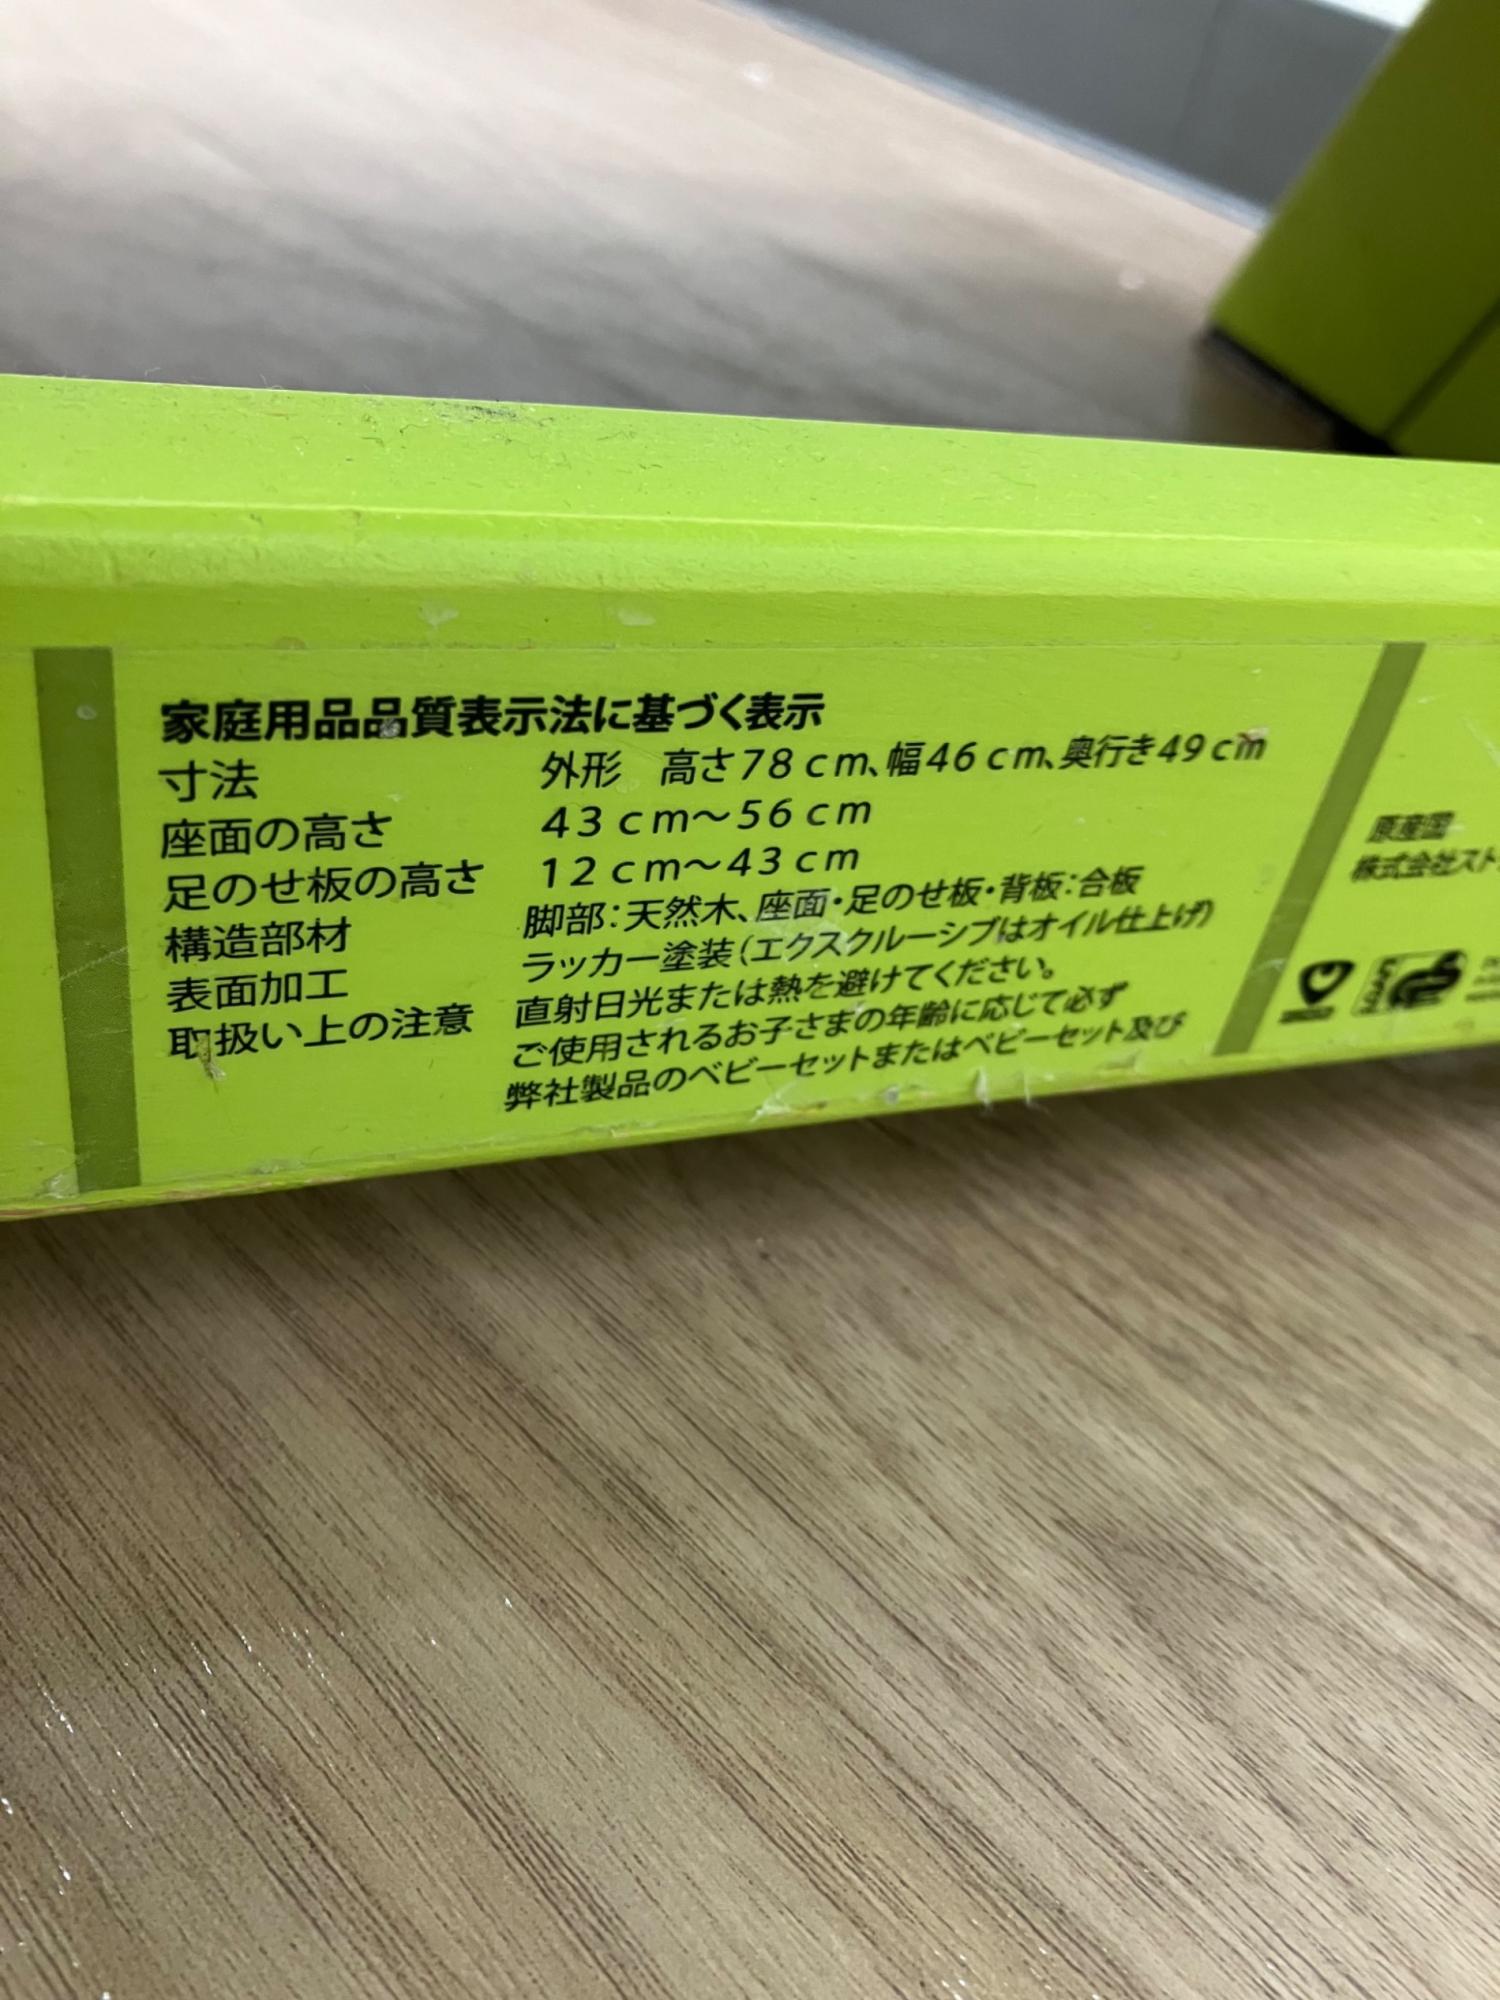 家庭用品品質表示法に基づく表示
寸法 外形 高さ78cm、幅46cm、奥行き49cm
座面の高さ 43cm～56cm
足のせ板の高さ 12cm～43cm
構造部材 脚部：天然木、座面・足のせ板・背板：合板
表面加工 ラッカー塗装（エクスクルーシブはオイル仕上げ）
取扱い上の注意 直射日光または熱を避けてください。
ご使用されるお子さまの年齢に応じて必ず
弊社製品のベビーセットまたはベビーセット及び
原産国
株式会社スト